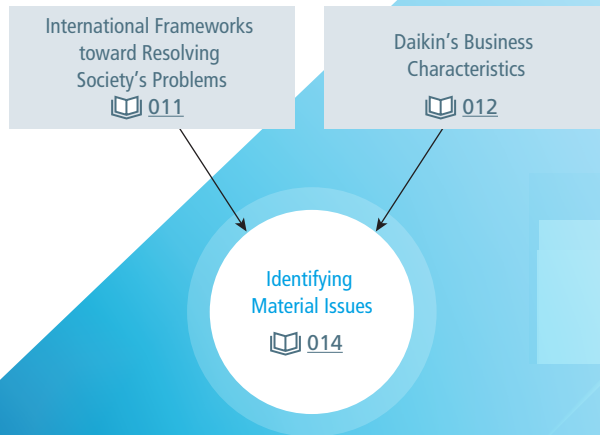 International Frameworks
toward Resolving
Society's Problems
011
Daikin's Business
Characteristics
012
Identifying
Material Issues
014